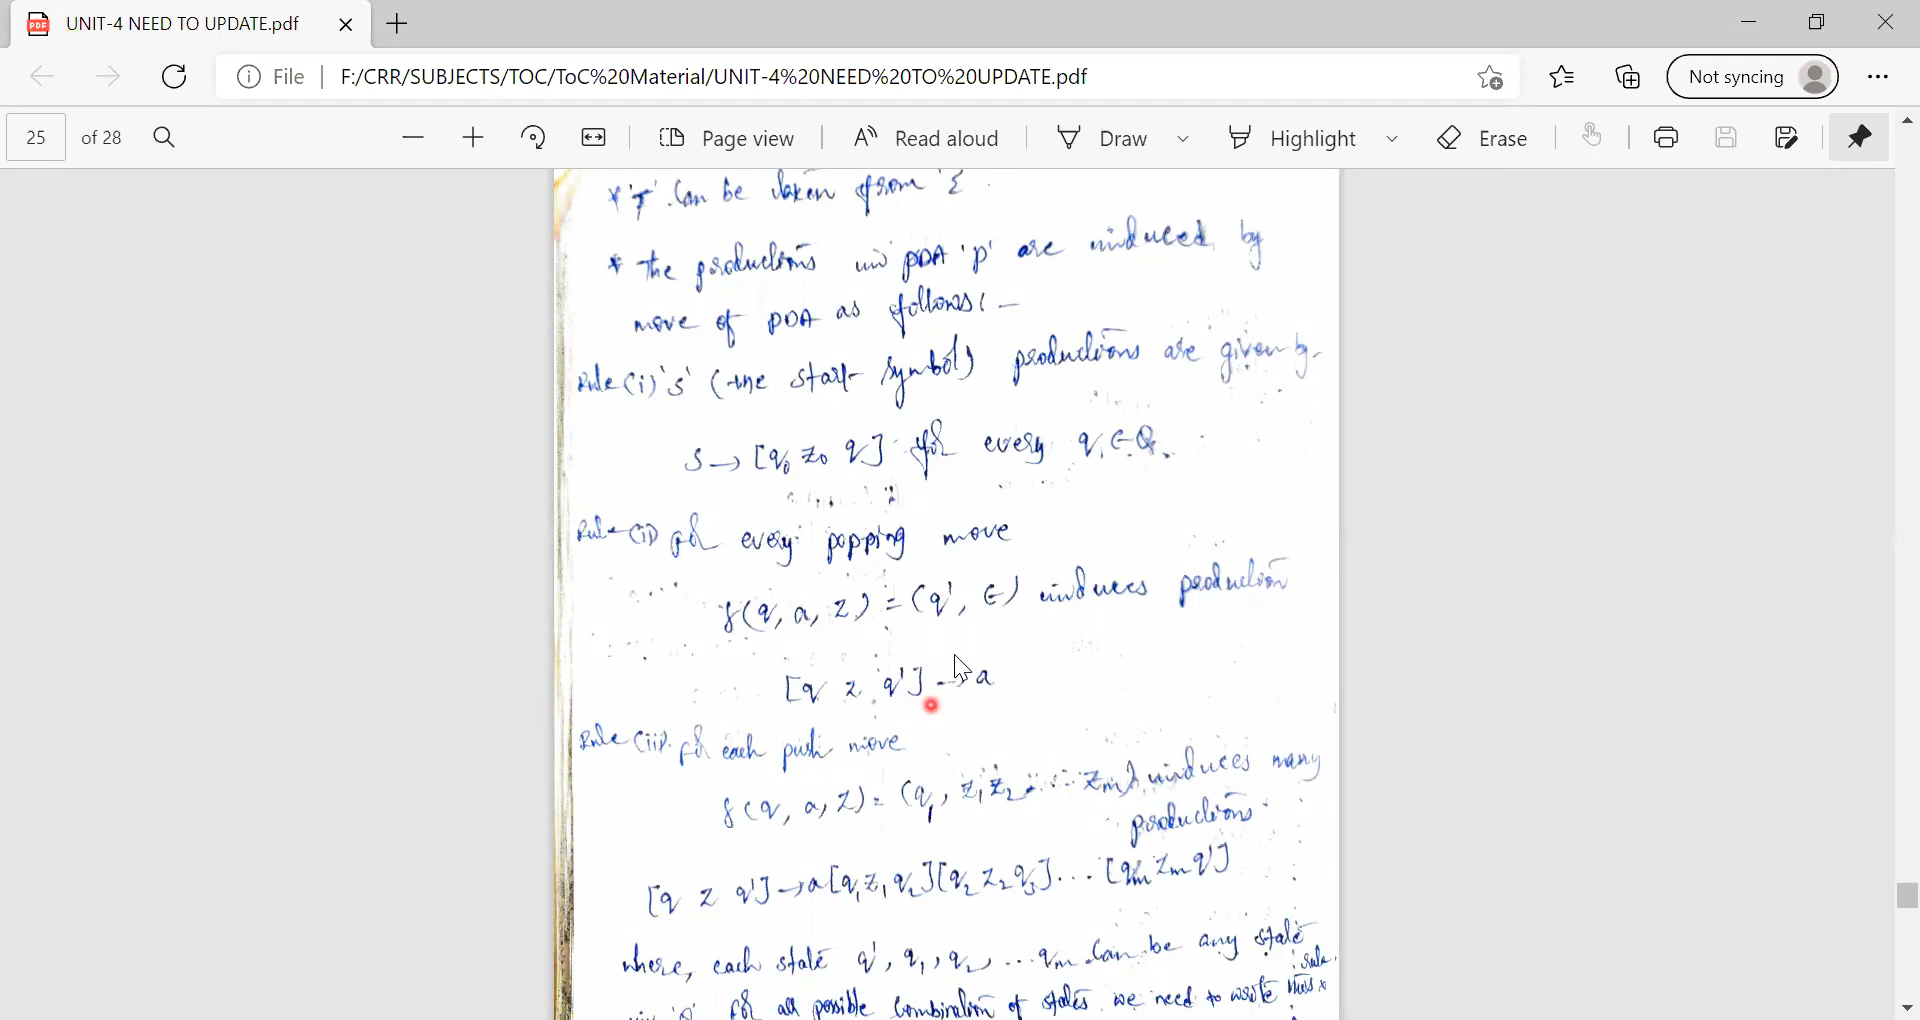 UNIT-4 NEED TO UPDATE.pdf
File F:/CRR/SUBJECTS/TOC/ToC%20Material/UNIT-4%20NEED%20TO%20UPDATE.pdf
Not syncing
25 of 28 Page view Read aloud Draw Highlight Erase
* 'T' Can be taken from 'Σ
* the productions in PDA 'p' are induced by
move of PDA as follows: -
Rule (i) 's' (the start symbol) productions are given by-
S → [q₀ z₀ q] for every q ∈ Q.
Rule (ii) for every popping move
δ(q, a, z) = (q', ∈) induces production
[q z q'] → a
Rule (iii). for each push move
δ(q, a, z) = (q₁, z₁ z₂ ... zm) induces many
productions.
[q z q'] → a[q₁ z₁ q₂][q₂ z₂ q₃]... [qm zm q']
where, each state q', q₁, q₂, ... qm can be any state
in 'Q' for all possible combination of states we need to write this